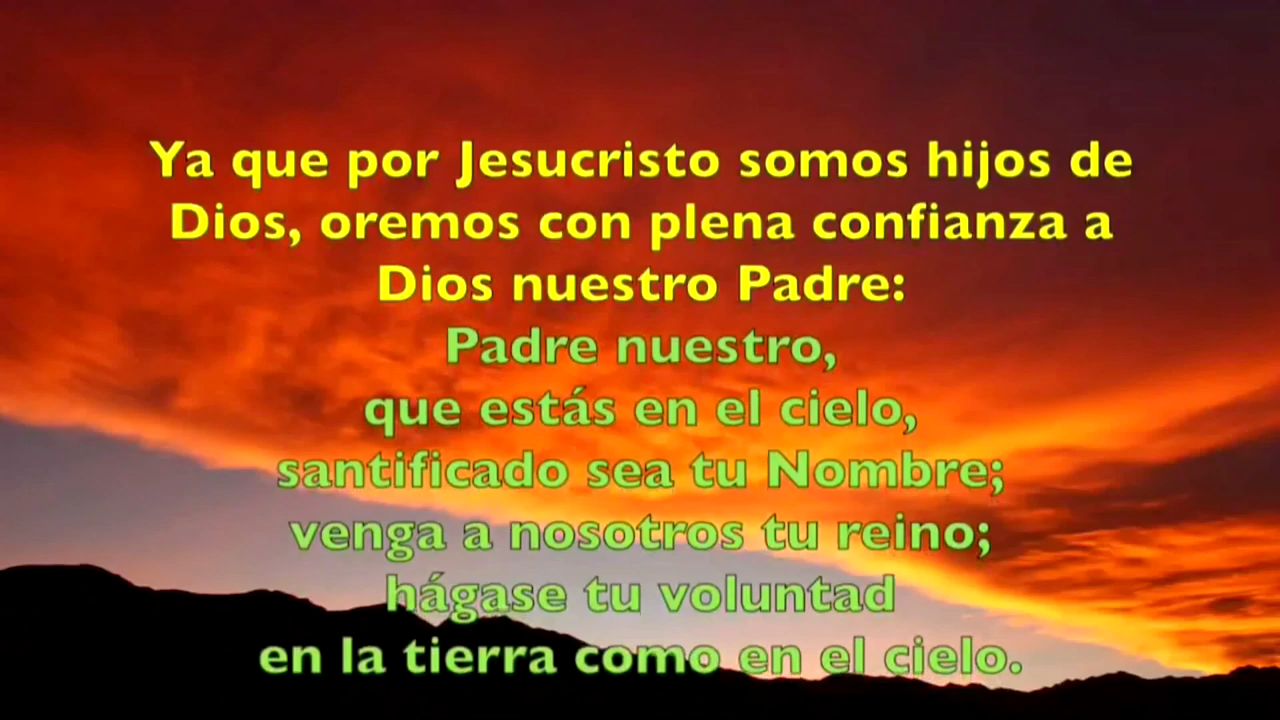 Ya que por Jesucristo somos hijos de
Dios, oremos con plena confianza a
Dios nuestro Padre:
Padre nuestro,
que estás en el cielo,
santificado sea tu Nombre;
venga a nosotros tu reino;
hágase tu voluntad
en la tierra como en el cielo.